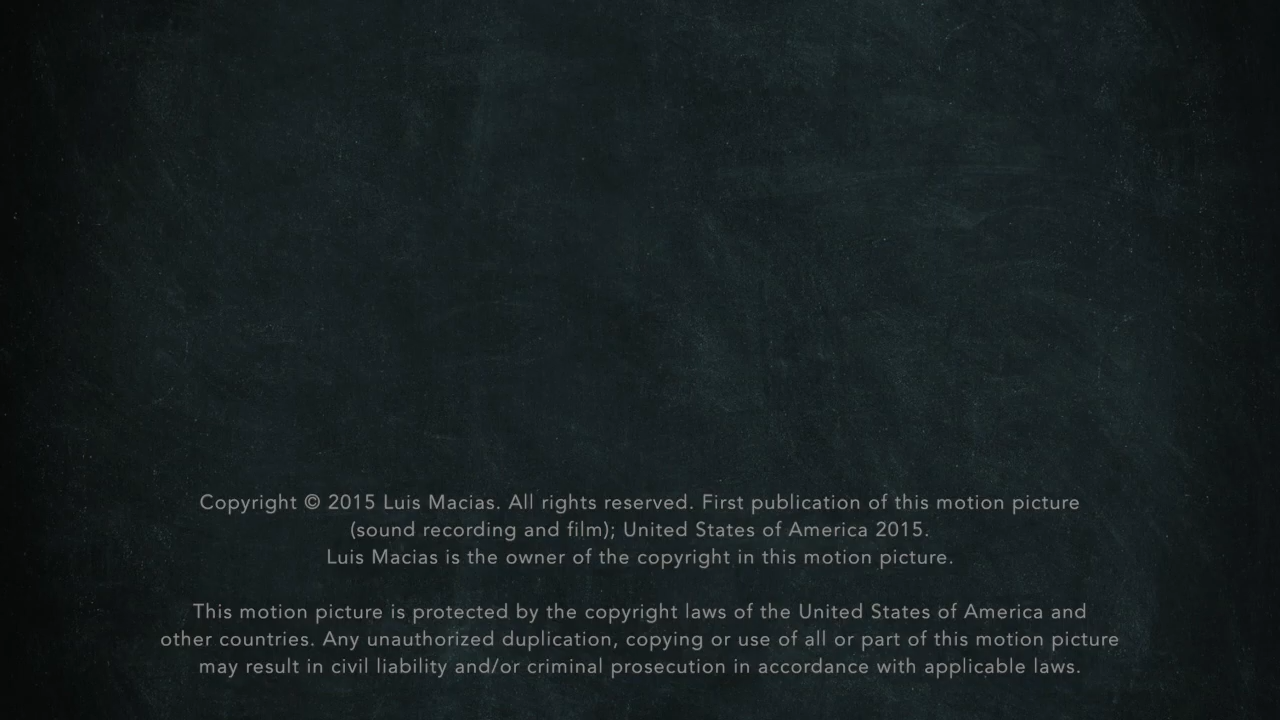 Copyright © 2015 Luis Macias. All rights reserved. First publication of this motion picture
(sound recording and film); United States of America 2015.
Luis Macias is the owner of the copyright in this motion picture.
This motion picture is protected by the copyright laws of the United States of America and
other countries. Any unauthorized duplication, copying or use of all or part of this motion picture
may result in civil liability and/or criminal prosecution in accordance with applicable laws.